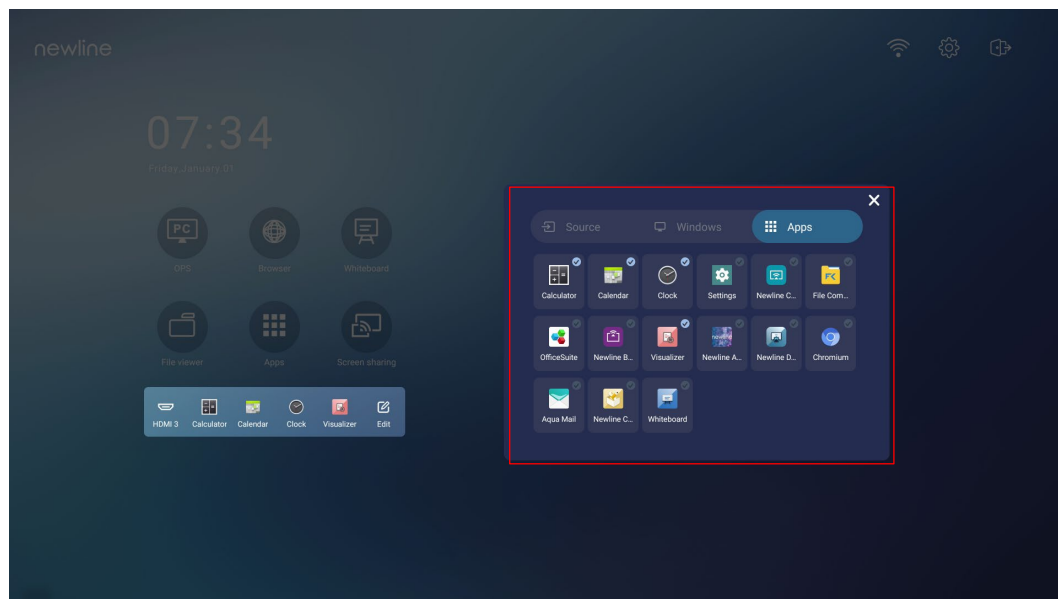 newline
07:34
Friday, January 01
PC
OPS
Browser
Whiteboard
File viewer
Apps
Screen sharing
HDMI 3
Calculator
Calendar
Clock
Visualizer
Edit
Source
Windows
Apps
Calculator
Calendar
Clock
Settings
Newline C...
File Com...
OfficeSuite
Newline B...
Visualizer
Newline A...
Newline D...
Chromium
Aqua Mail
Newline C...
Whiteboard